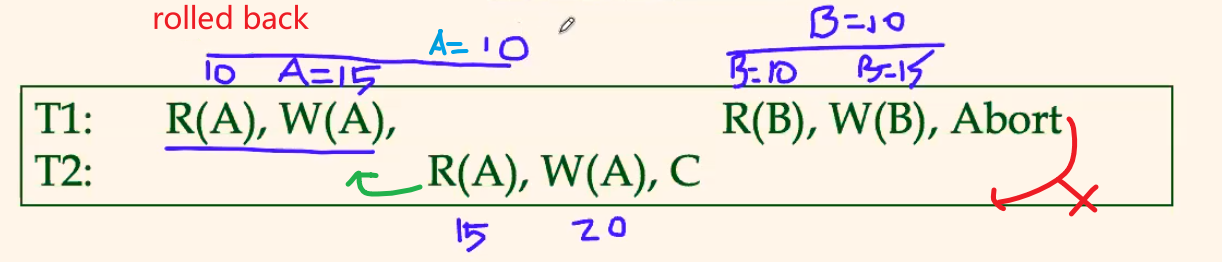 rolled back
B=10
A=10
10 A=15
B=10 B=15
T1: R(A), W(A), R(B), W(B), Abort
T2: R(A), W(A), C
15 20